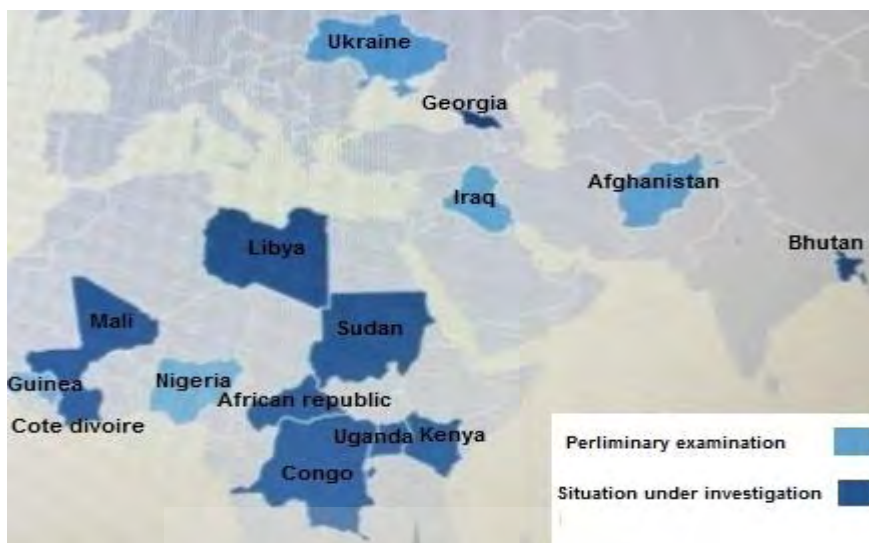 Ukraine
Georgia
Iraq
Afghanistan
Libya
Bhutan
Mali
Sudan
Guinea
Nigeria
African republic
Cote divoire
Uganda
Kenya
Congo
Perliminary examination
Situation under investigation